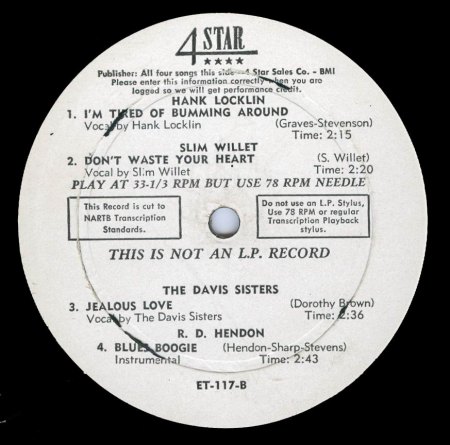 4 STAR
★★★★
Publisher: All four songs this side—4 Star Sales Co. - BMI
Please enter this information correctly when you are
logged so we will get performance credit.
HANK LOCKLIN
1. I'M TIRED OF BUMMING AROUND
Vocal by Hank Locklin (Graves-Stevenson)
Time: 2:15
SLIM WILLET
2. DON'T WASTE YOUR HEART (S. Willet)
Vocal by Slim Willet Time: 2:20
PLAY AT 33-1/3 RPM BUT USE 78 RPM NEEDLE
This Record is cut to
NARTB Transcription
Standards.
Do not use an L.P. Stylus,
Use 78 RPM or regular
Transcription Playback
stylus.
THIS IS NOT AN L.P. RECORD
THE DAVIS SISTERS
3. JEALOUS LOVE (Dorothy Brown)
Vocal by The Davis Sisters Time: 2:36
R. D. HENDON
4. BLUES BOOGIE (Hendon-Sharp-Stevens)
Instrumental Time: 2:43
ET-117-B